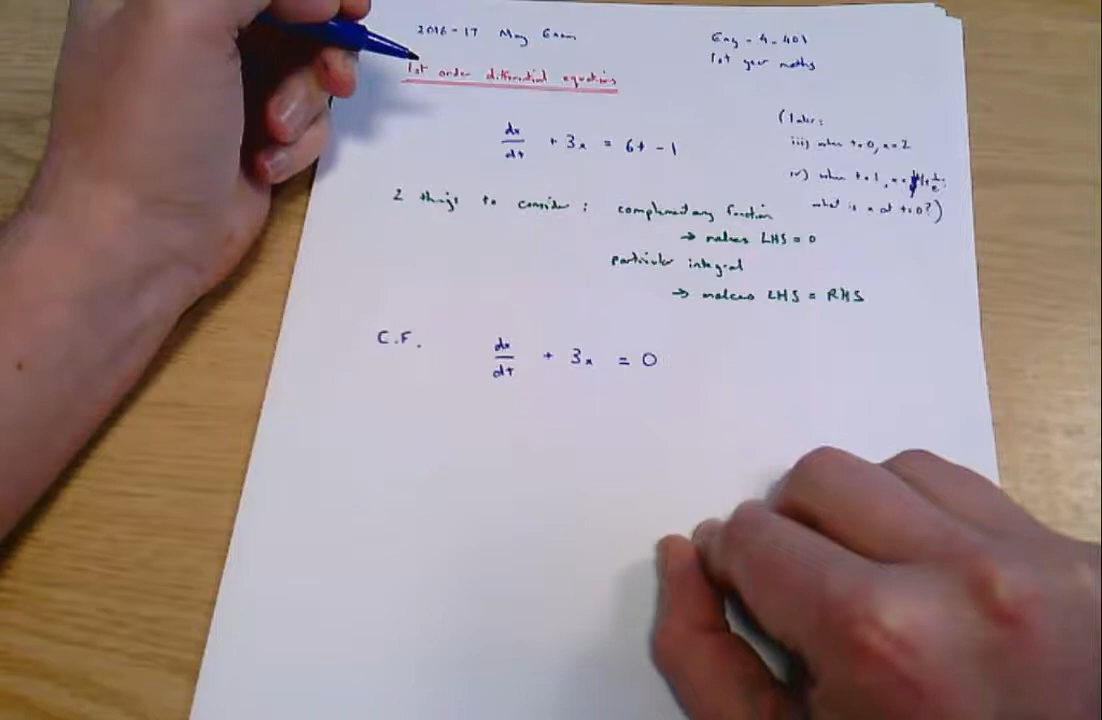 2016-17 May Exam
Eng-4-401
1st year maths
1st order differential equations
dx/dt + 3x = 6t - 1
(later:
iii) when t=0, x=2
iv) when t=1, x=
what is x at t=0?)
2 things to consider: complimentary function
→ makes LHS = 0
particular integral
→ makes LHS = RHS
C.F. dx/dt + 3x = 0